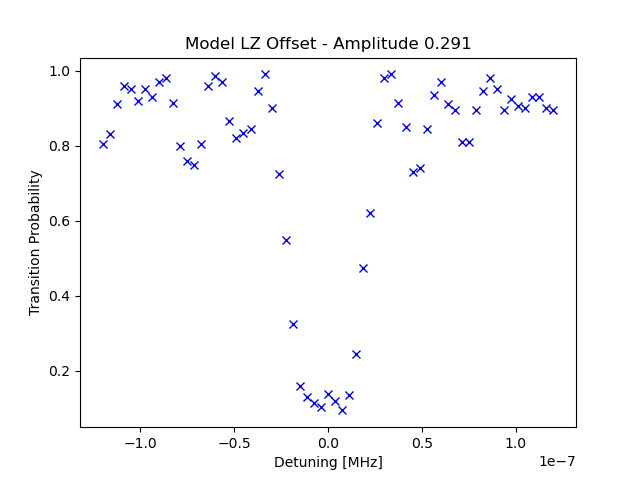 Model LZ Offset - Amplitude 0.291
1.0
0.8
0.6
0.4
0.2
Transition Probability
−1.0 −0.5 0.0 0.5 1.0
1e−7
Detuning [MHz]